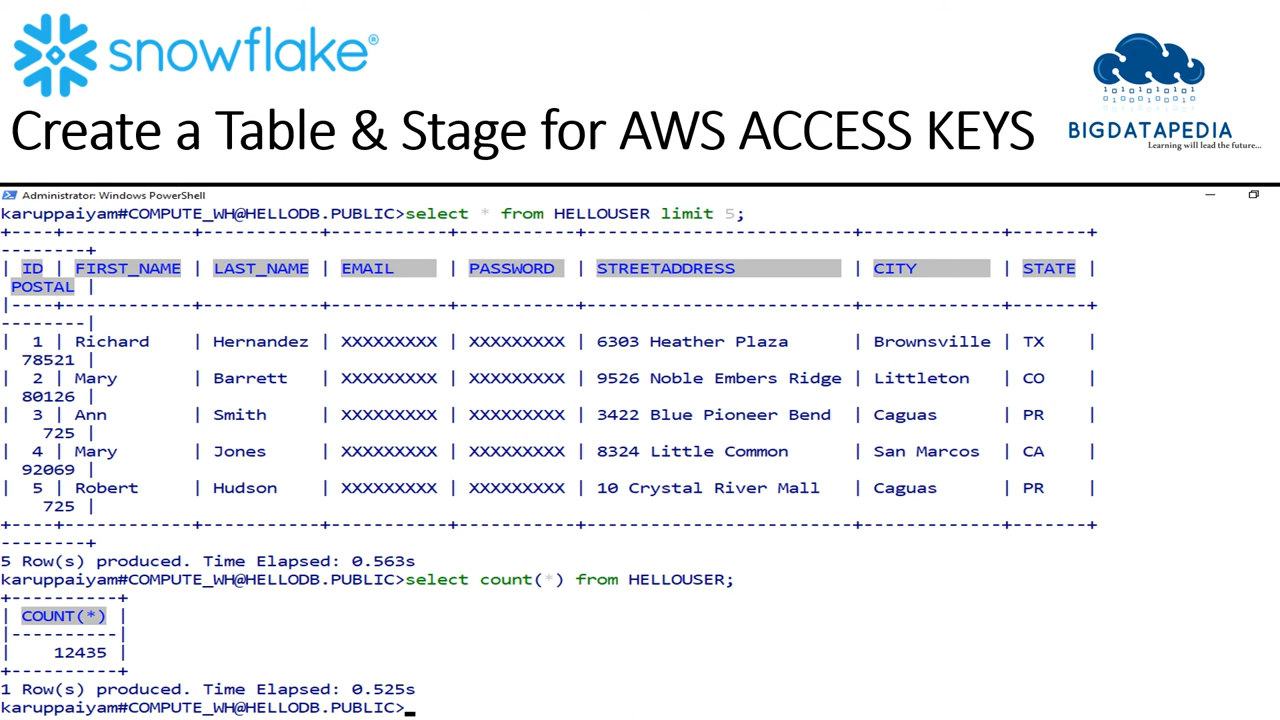 snowflake®
Create a Table & Stage for AWS ACCESS KEYS
BIGDATAPEDIA
Learning will lead the future...
Administrator: Windows PowerShell
karuppaiyam#COMPUTE_WH@HELLODB.PUBLIC>select * from HELLOUSER limit 5;
+----+------------+-----------+-----------+-----------+-------------------------+-------------+-------+
--------+
| ID | FIRST_NAME | LAST_NAME | EMAIL     | PASSWORD  | STREETADDRESS           | CITY        | STATE |
POSTAL |
|----+------------+-----------+-----------+-----------+-------------------------+-------------+-------+
--------|
|  1 | Richard    | Hernandez | XXXXXXXXX | XXXXXXXXX | 6303 Heather Plaza      | Brownsville | TX    |
78521 |
|  2 | Mary       | Barrett   | XXXXXXXXX | XXXXXXXXX | 9526 Noble Embers Ridge | Littleton   | CO    |
80126 |
|  3 | Ann        | Smith     | XXXXXXXXX | XXXXXXXXX | 3422 Blue Pioneer Bend  | Caguas      | PR    |
725 |
|  4 | Mary       | Jones     | XXXXXXXXX | XXXXXXXXX | 8324 Little Common      | San Marcos  | CA    |
92069 |
|  5 | Robert     | Hudson    | XXXXXXXXX | XXXXXXXXX | 10 Crystal River Mall   | Caguas      | PR    |
725 |
+----+------------+-----------+-----------+-----------+-------------------------+-------------+-------+
--------+
5 Row(s) produced. Time Elapsed: 0.563s
karuppaiyam#COMPUTE_WH@HELLODB.PUBLIC>select count(*) from HELLOUSER;
+----------+
| COUNT(*) |
|----------|
|    12435 |
+----------+
1 Row(s) produced. Time Elapsed: 0.525s
karuppaiyam#COMPUTE_WH@HELLODB.PUBLIC>